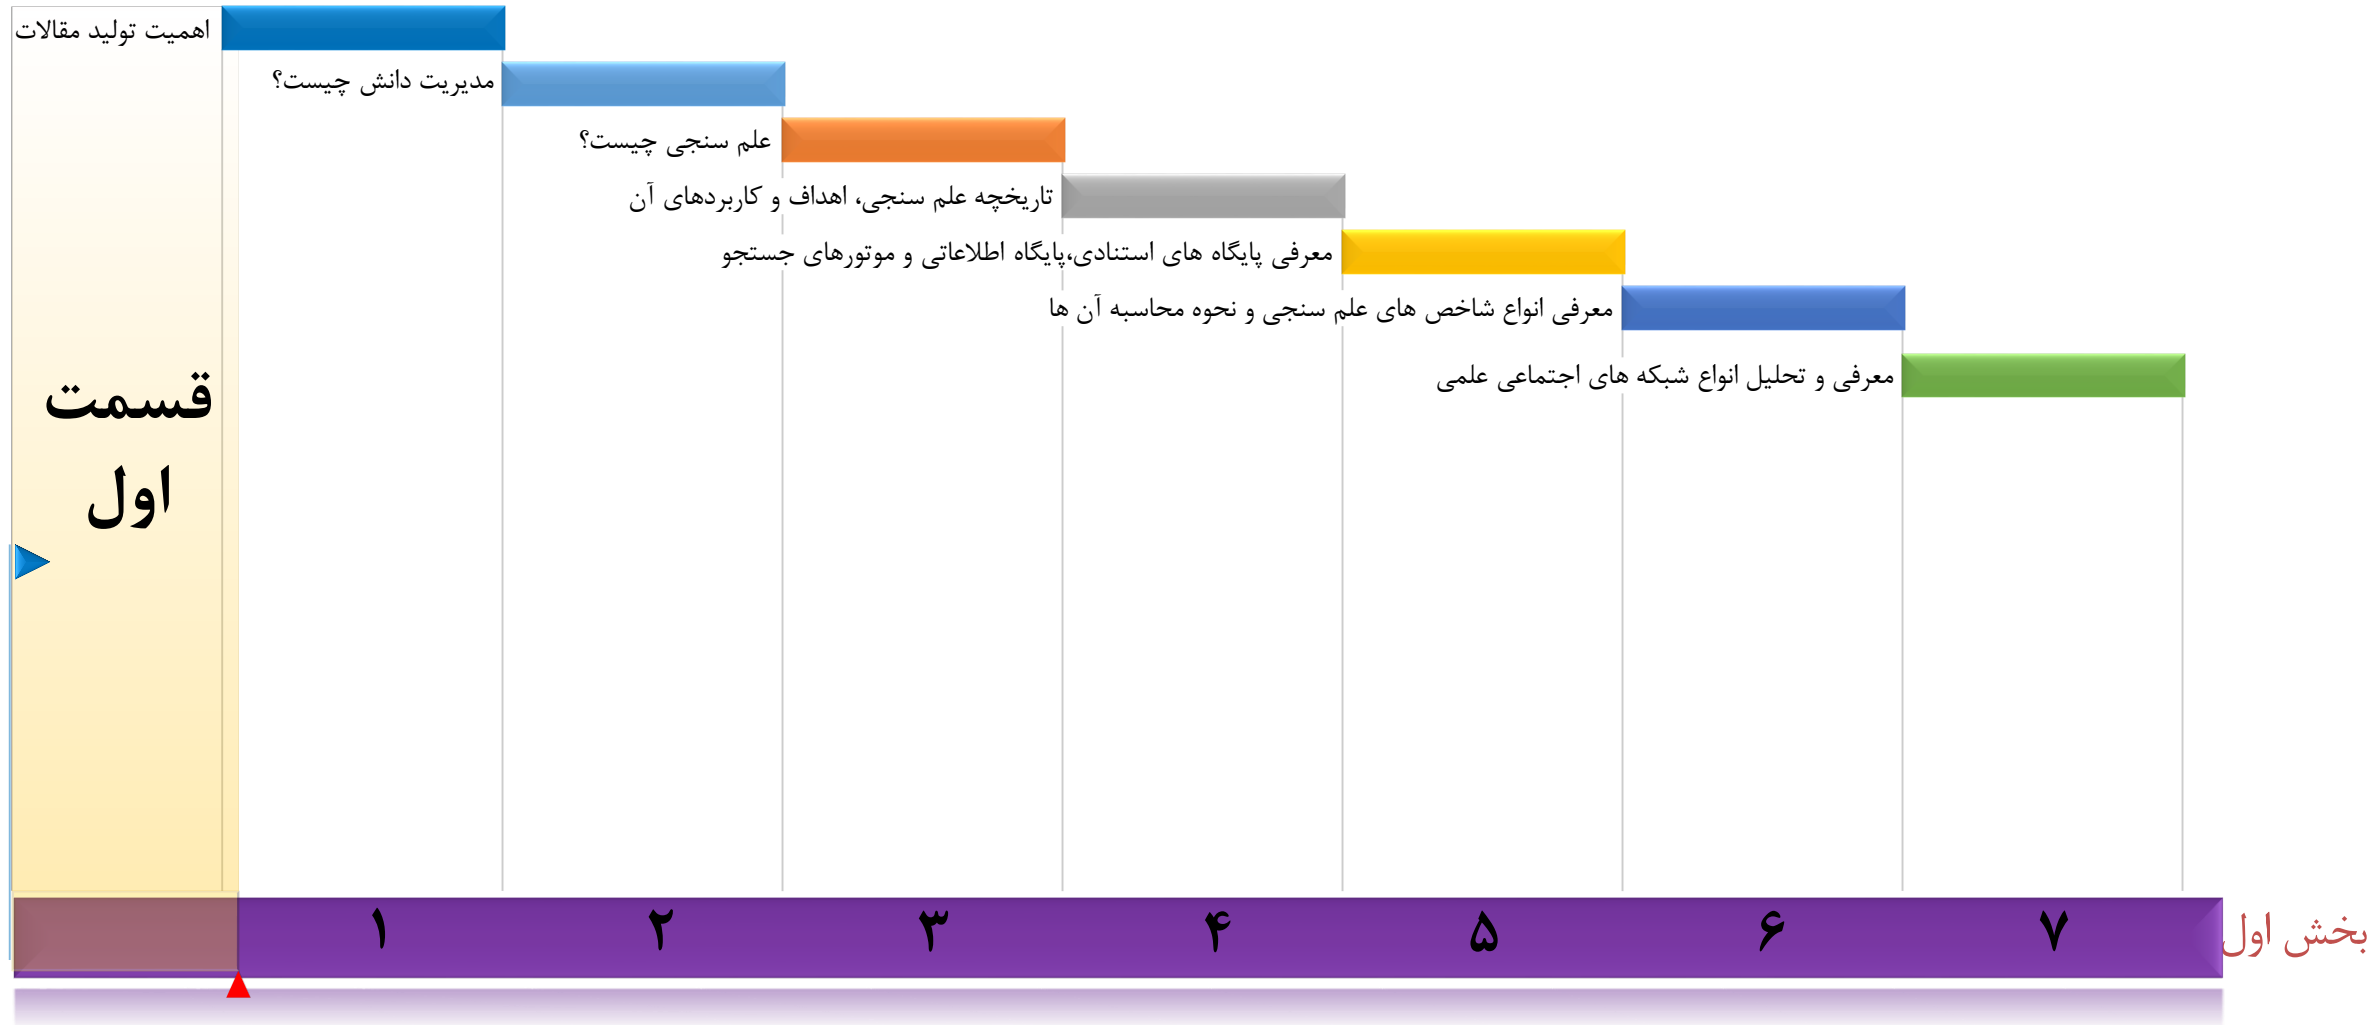 اهمیت تولید مقالات
مدیریت دانش چیست؟
علم سنجی چیست؟
تاریخچه علم سنجی، اهداف و کاربردهای آن
معرفی پایگاه های استنادی،پایگاه اطلاعاتی و موتورهای جستجو
معرفی انواع شاخص های علم سنجی و نحوه محاسبه آن ها
معرفی و تحلیل انواع شبکه های اجتماعی علمی
قسمت
اول
۱
۲
۳
۴
۵
۶
۷
بخش اول